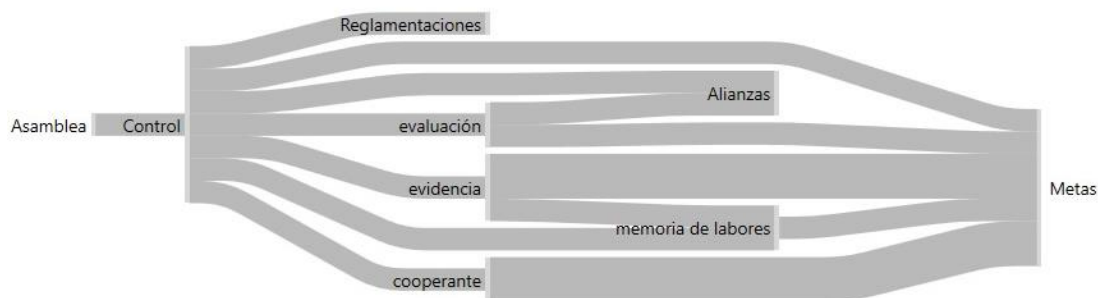 Reglamentaciones
Alianzas
Asamblea
Control
evaluación
evidencia
Metas
memoria de labores
cooperante